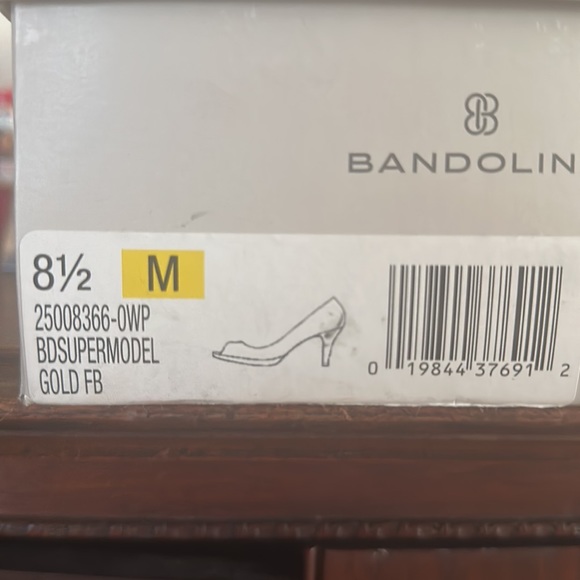 BANDOLIN
8½ M
25008366-0WP
BDSUPERMODEL
GOLD FB
0 19844 37691 2